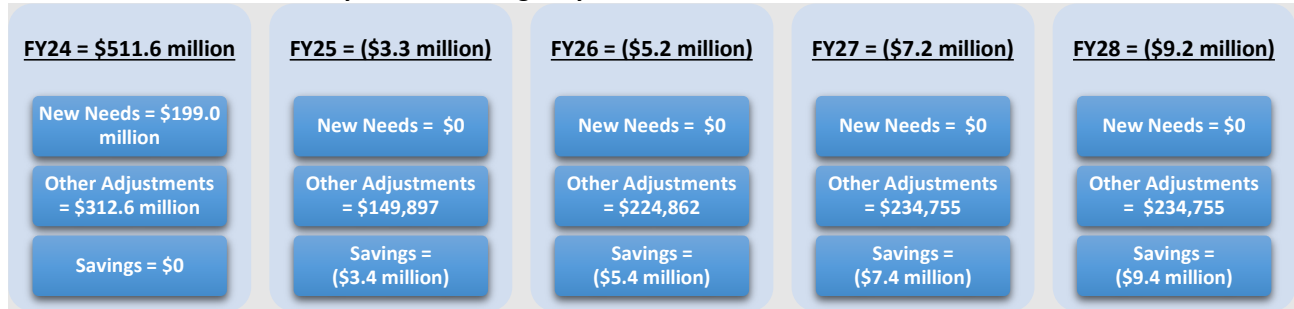 FY24 = $511.6 million
New Needs = $199.0
million
Other Adjustments
= $312.6 million
Savings = $0
FY25 = ($3.3 million)
New Needs = $0
Other Adjustments
= $149,897
Savings =
($3.4 million)
FY26 = ($5.2 million)
New Needs = $0
Other Adjustments
= $224,862
Savings =
($5.4 million)
FY27 = ($7.2 million)
New Needs = $0
Other Adjustments
= $234,755
Savings =
($7.4 million)
FY28 = ($9.2 million)
New Needs = $0
Other Adjustments
= $234,755
Savings =
($9.4 million)